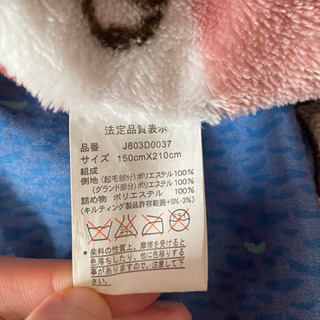 法定品質表示
品番 J803D0037
サイズ 150cmX210cm
組成
側地 (起毛部分)ポリエステル100%
(グランド部分)ポリエステル100%
詰め物 ポリエステル 100%
(キルティング製品許容範囲+5%-3%)
※染料の性質上、摩擦を受けると
色落ちしたり、他に色移りする
事がありますので、注意して下
さい。